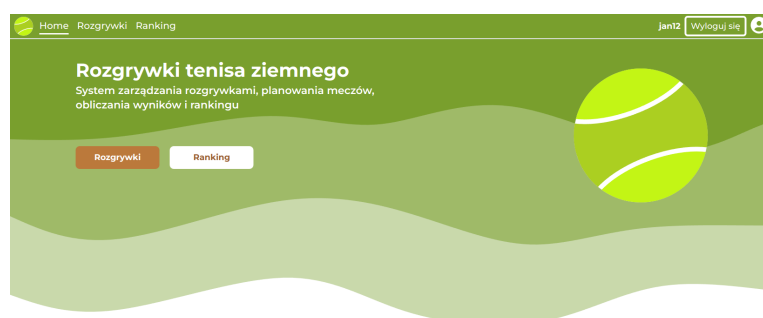 Home Rozgrywki Ranking jan12 Wyloguj się
Rozgrywki tenisa ziemnego
System zarządzania rozgrywkami, planowania meczów,
obliczania wyników i rankingu
Rozgrywki Ranking